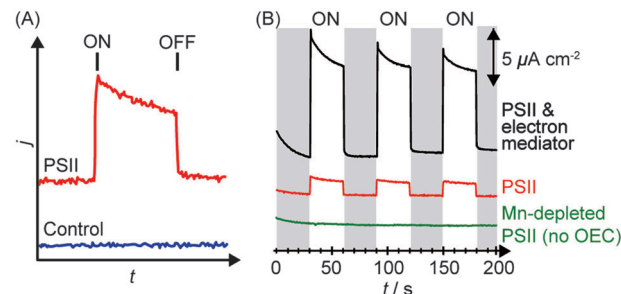 (A)
ON
OFF
PSII
Control
j
t
(B)
ON
ON
ON
5 µA cm⁻²
PSII &
electron
mediator
PSII
Mn-depleted
PSII (no OEC)
0
50
100
150
200
t / s